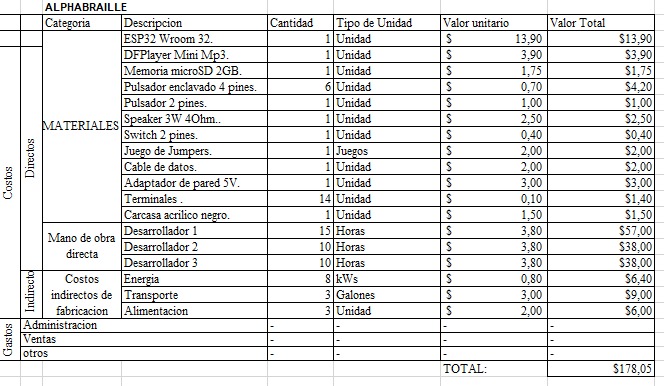 ALPHABRAILLE
Categoria Descripcion Cantidad Tipo de Unidad Valor unitario Valor Total
Costos
Directos
MATERIALES
ESP32 Wroom 32. 1 Unidad $ 13,90 $13,90
DFPlayer Mini Mp3. 1 Unidad $ 3,90 $3,90
Memoria microSD 2GB. 1 Unidad $ 1,75 $1,75
Pulsador enclavado 4 pines. 6 Unidad $ 0,70 $4,20
Pulsador 2 pines. 1 Unidad $ 1,00 $1,00
Speaker 3W 4Ohm.. 1 Unidad $ 2,50 $2,50
Switch 2 pines. 1 Unidad $ 0,40 $0,40
Juego de Jumpers. 1 Juegos $ 2,00 $2,00
Cable de datos. 1 Unidad $ 2,00 $2,00
Adaptador de pared 5V. 1 Unidad $ 3,00 $3,00
Terminales . 14 Unidad $ 0,10 $1,40
Carcasa acrilico negro. 1 Unidad $ 1,50 $1,50
Mano de obra
directa
Desarrollador 1 15 Horas $ 3,80 $57,00
Desarrollador 2 10 Horas $ 3,80 $38,00
Desarrollador 3 10 Horas $ 3,80 $38,00
Indirecto
Costos
indirectos de
fabricacion
Energia 8 kWs $ 0,80 $6,40
Transporte 3 Galones $ 3,00 $9,00
Alimentacion 3 Unidad $ 2,00 $6,00
Gastos
Administracion - - - -
Ventas - - - -
otros - - - -
TOTAL: $178,05